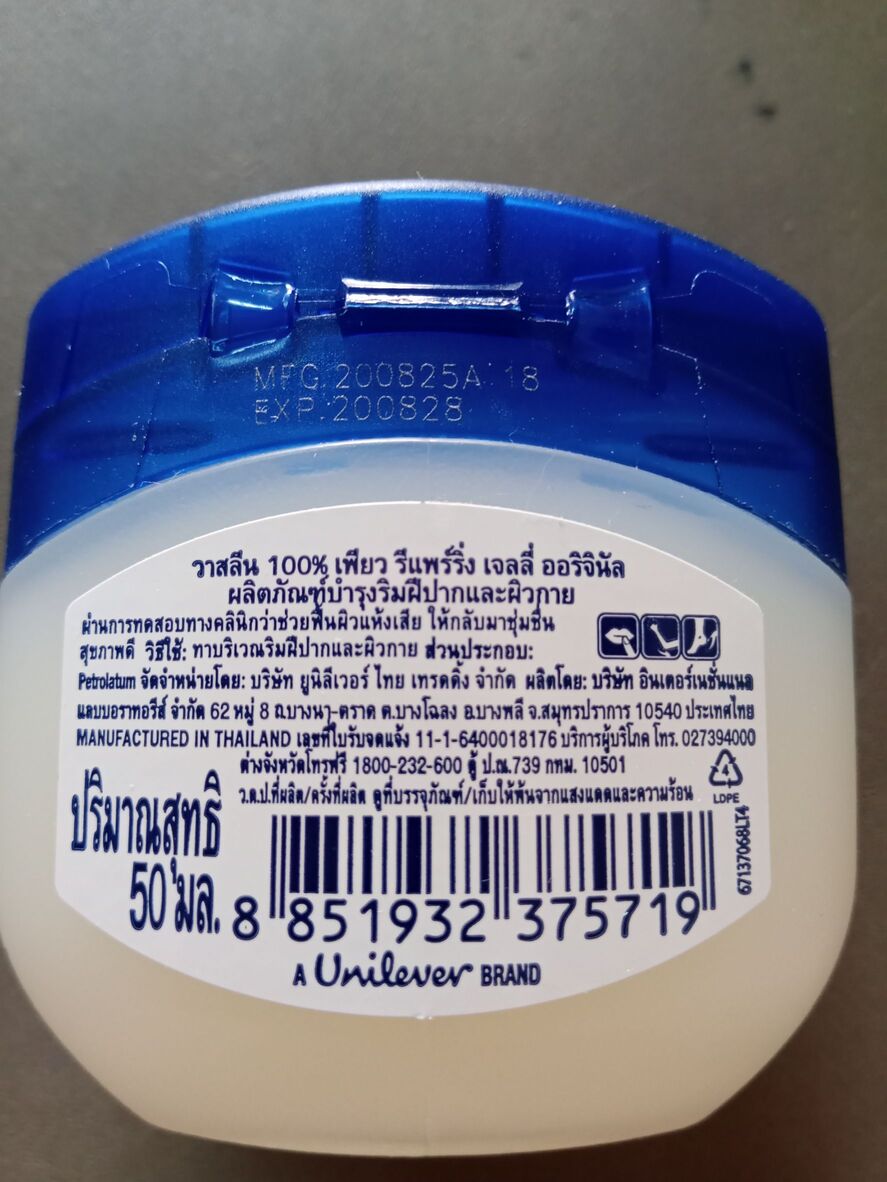 MFG.200825A 18
EXP.200828
วาสลีน 100% เพียว รีแพร์ริ่ง เจลลี่ ออริจินัล
ผลิตภัณฑ์บำรุงริมฝีปากและผิวกาย
ผ่านการทดสอบทางคลินิกว่าช่วยฟื้นผิวแห้งเสีย ให้กลับมาชุ่มชื่น
สุขภาพดี วิธีใช้: ทาบริเวณริมฝีปากและผิวกาย ส่วนประกอบ:
Petrolatum จัดจำหน่ายโดย: บริษัท ยูนิลีเวอร์ ไทย เทรดดิ้ง จำกัด ผลิตโดย: บริษัท อินเตอร์เนชั่นแนล
แลบบอราทอรีส์ จำกัด 62 หมู่ 8 ถ.บางนา-ตราด ต.บางโฉลง อ.บางพลี จ.สมุทรปราการ 10540 ประเทศไทย
MANUFACTURED IN THAILAND เลขที่ใบรับจดแจ้ง 11-1-6400018176 บริการผู้บริโภค โทร. 027394000
ต่างจังหวัดโทรฟรี 1800-232-600 ตู้ ป.ณ.739 กทม. 10501
ว.ด.ป.ที่ผลิต/ครั้งที่ผลิต ดูที่บรรจุภัณฑ์/เก็บให้พ้นจากแสงแดดและความร้อน
4
LDPE
ปริมาณสุทธิ
50 มล.
67137068LT4
8 851932 375719
A Unilever BRAND